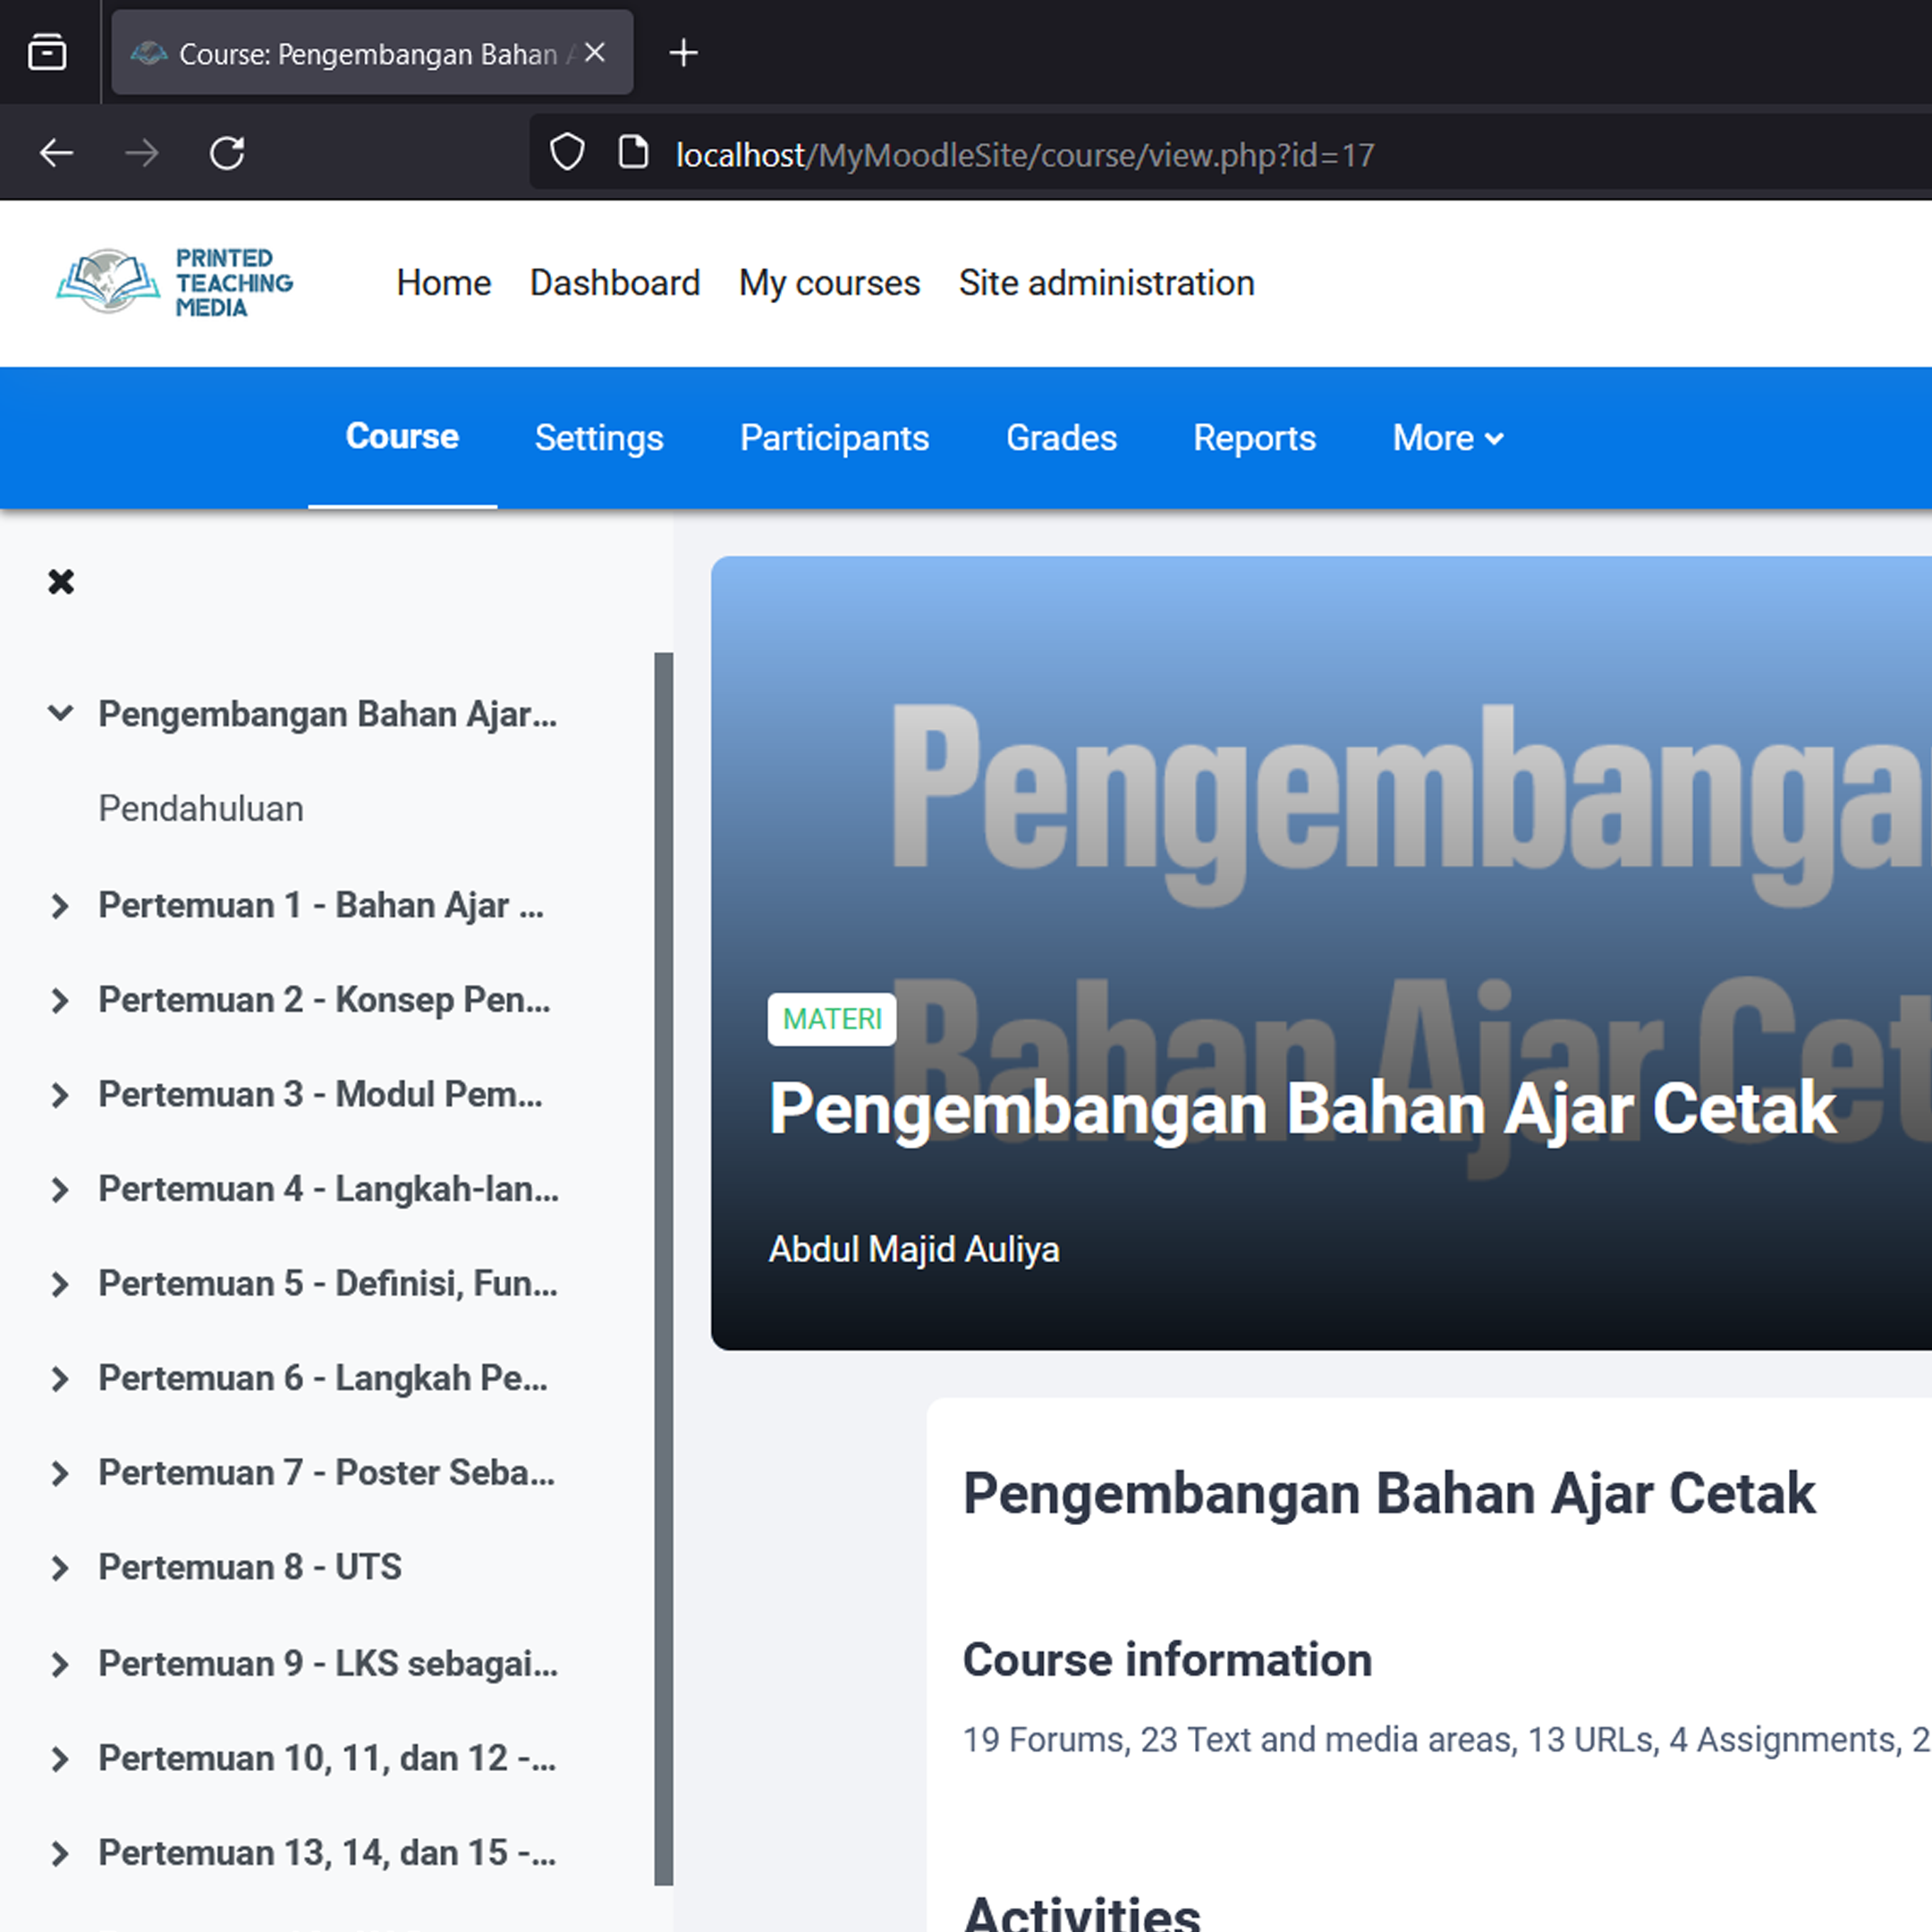 Course: Pengembangan Bahan
localhost/MyMoodleSite/course/view.php?id=17
PRINTED
TEACHING
MEDIA
Home Dashboard My courses Site administration
Course Settings Participants Grades Reports More
Pengembangan Bahan Ajar...
Pendahuluan
Pertemuan 1 - Bahan Ajar ...
Pertemuan 2 - Konsep Pen...
Pertemuan 3 - Modul Pem...
Pertemuan 4 - Langkah-lan...
Pertemuan 5 - Definisi, Fun...
Pertemuan 6 - Langkah Pe...
Pertemuan 7 - Poster Seba...
Pertemuan 8 - UTS
Pertemuan 9 - LKS sebagai...
Pertemuan 10, 11, dan 12 -...
Pertemuan 13, 14, dan 15 -...
Pengembanga
Bahan Ajar Cet
MATERI
Pengembangan Bahan Ajar Cetak
Abdul Majid Auliya
Pengembangan Bahan Ajar Cetak
Course information
19 Forums, 23 Text and media areas, 13 URLs, 4 Assignments, 2
Activities